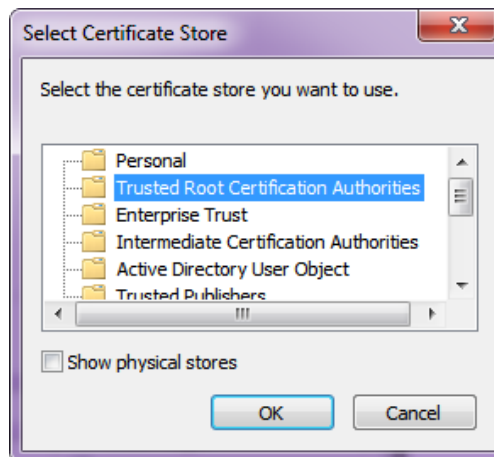 Select Certificate Store
Select the certificate store you want to use.
Personal
Trusted Root Certification Authorities
Enterprise Trust
Intermediate Certification Authorities
Active Directory User Object
Trusted Publishers
Show physical stores
OK Cancel